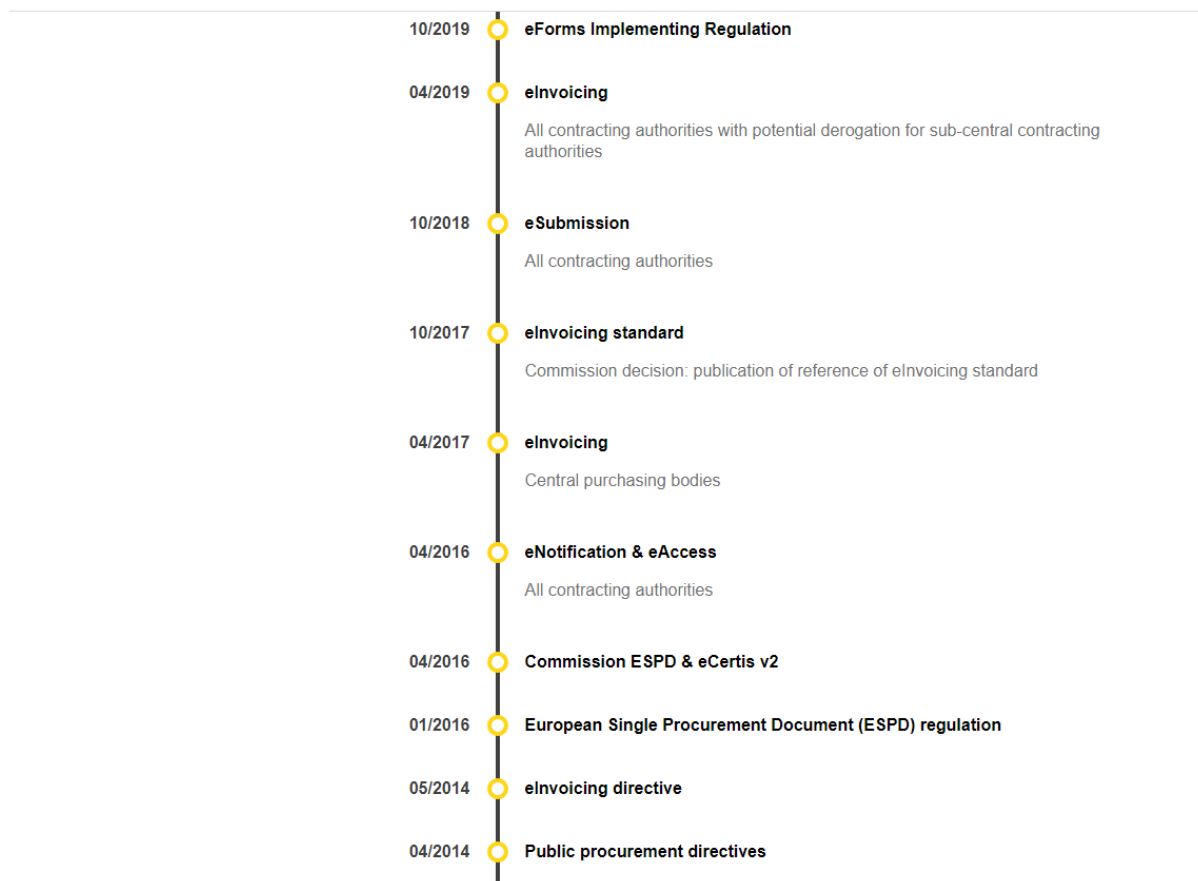 10/2019 eForms Implementing Regulation
04/2019 eInvoicing
All contracting authorities with potential derogation for sub-central contracting
authorities
10/2018 eSubmission
All contracting authorities
10/2017 eInvoicing standard
Commission decision: publication of reference of eInvoicing standard
04/2017 eInvoicing
Central purchasing bodies
04/2016 eNotification & eAccess
All contracting authorities
04/2016 Commission ESPD & eCertis v2
01/2016 European Single Procurement Document (ESPD) regulation
05/2014 eInvoicing directive
04/2014 Public procurement directives